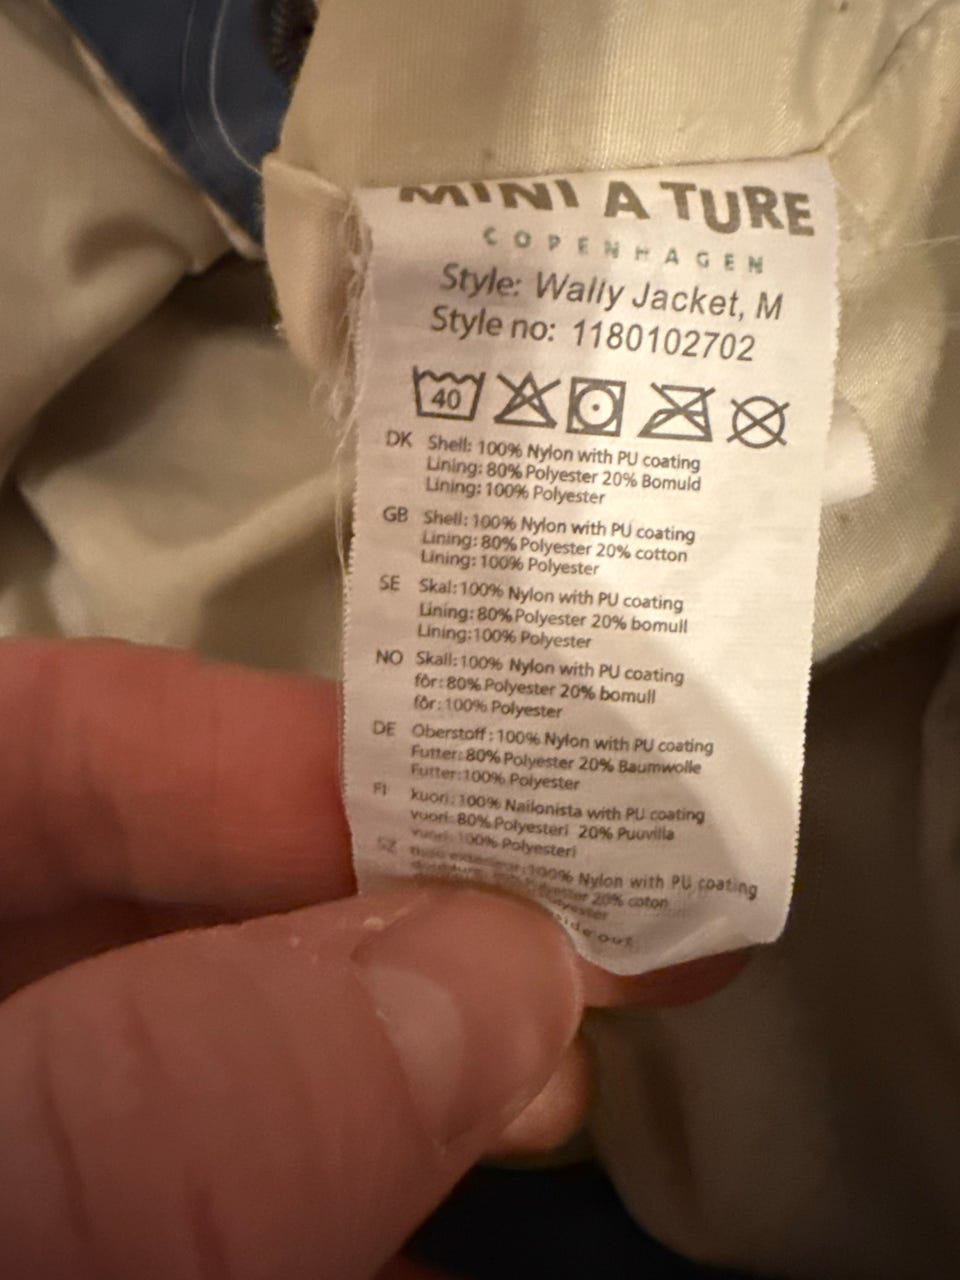 MINI A TURE
COPENHAGEN
Style: Wally Jacket, M
Style no: 1180102702
40
DK Shell: 100% Nylon with PU coating
Lining: 80% Polyester 20% Bomuld
Lining: 100% Polyester
GB Shell: 100% Nylon with PU coating
Lining: 80% Polyester 20% cotton
Lining: 100% Polyester
SE Skal: 100% Nylon with PU coating
Lining: 80% Polyester 20% bomull
Lining: 100% Polyester
NO Skall: 100% Nylon with PU coating
fôr: 80% Polyester 20% bomull
fôr: 100% Polyester
DE Oberstoff: 100% Nylon with PU coating
Futter: 80% Polyester 20% Baumwolle
Futter: 100% Polyester
FI kuori: 100% Nailonista with PU coating
vuori: 80% Polyesteri 20% Puuvilla
vuori: 100% Polyesteri
100% Nylon with PU coating
Polyester 20% coton
out